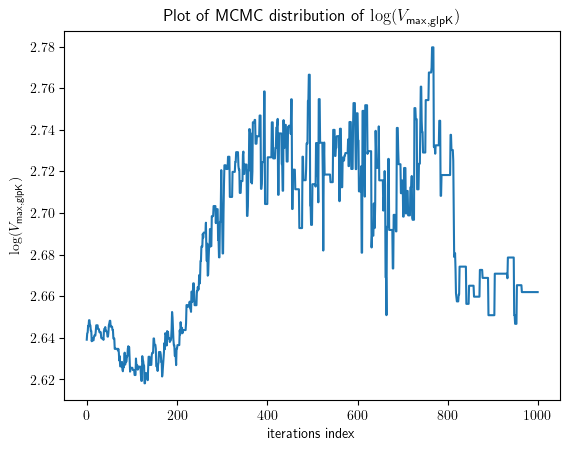 Plot of MCMC distribution of log(V_max,glpK)
log(V_max,glpK)
2.78
2.76
2.74
2.72
2.70
2.68
2.66
2.64
2.62
0 200 400 600 800 1000
iterations index